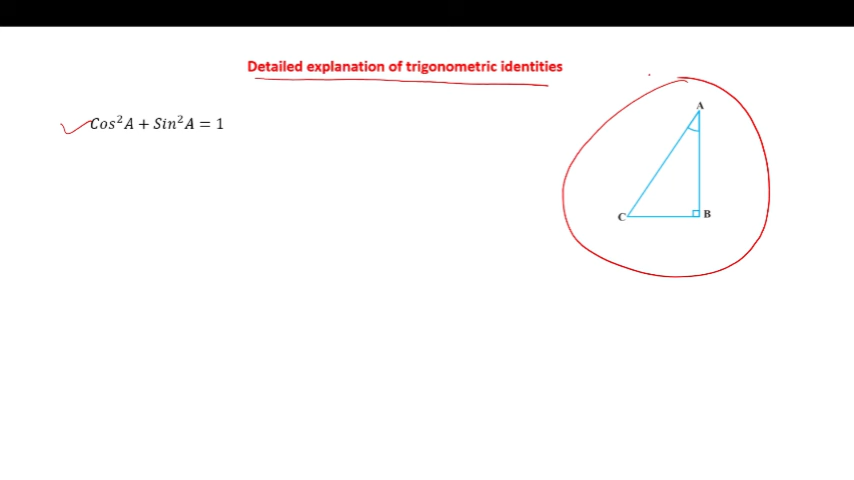 Detailed explanation of trigonometric identities
Cos²A + Sin²A = 1
A
C
B